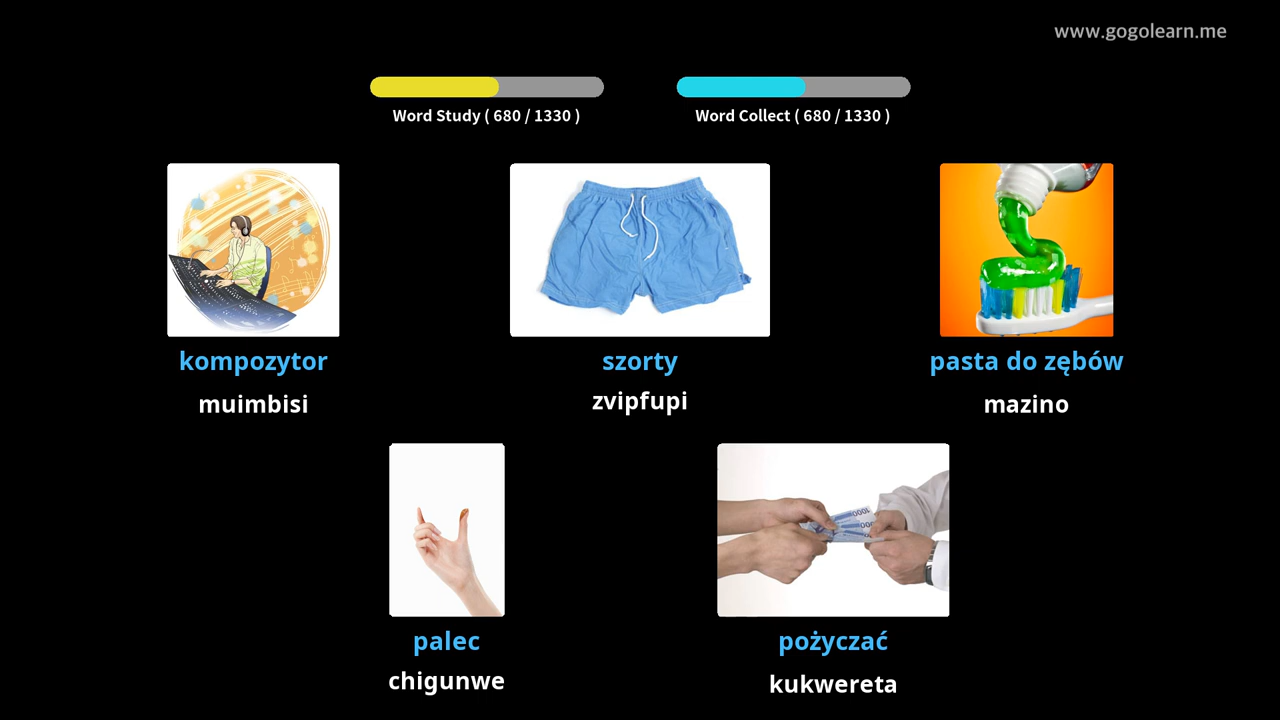 www.gogolearn.me
Word Study ( 680 / 1330 )
Word Collect ( 680 / 1330 )
kompozytor
muimbisi
szorty
zvipfupi
pasta do zębów
mazino
palec
chigunwe
pożyczać
kukwereta